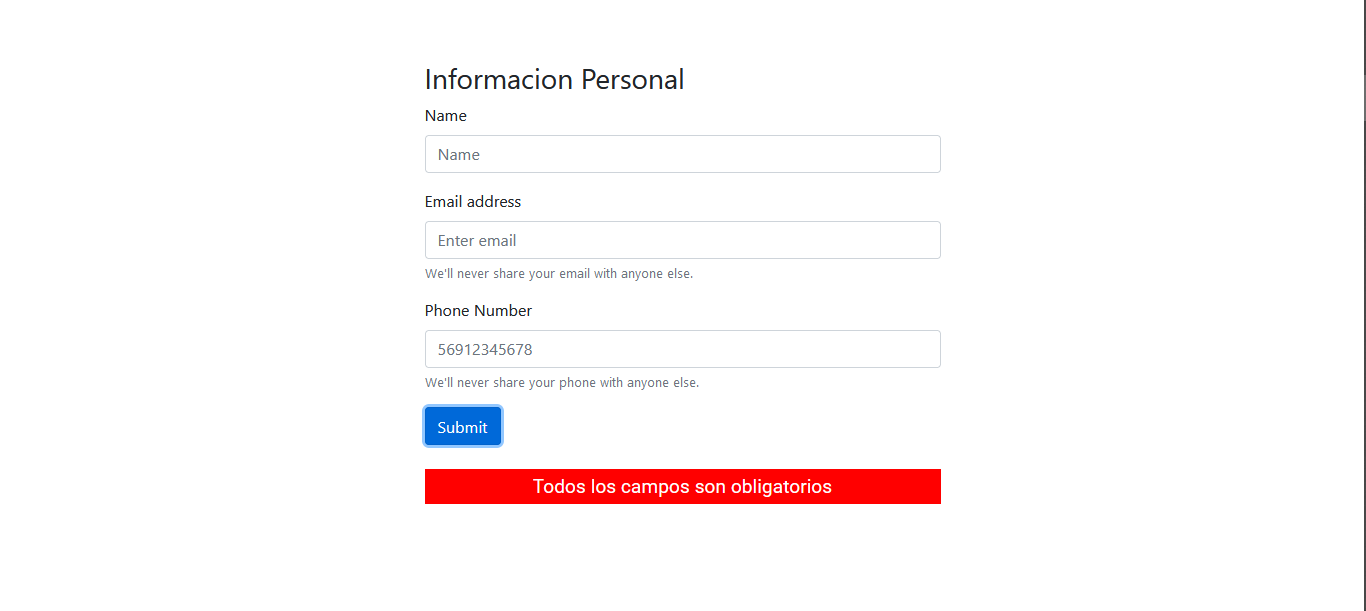 Informacion Personal
Name
Name
Email address
Enter email
We'll never share your email with anyone else.
Phone Number
56912345678
We'll never share your phone with anyone else.
Submit
Todos los campos son obligatorios